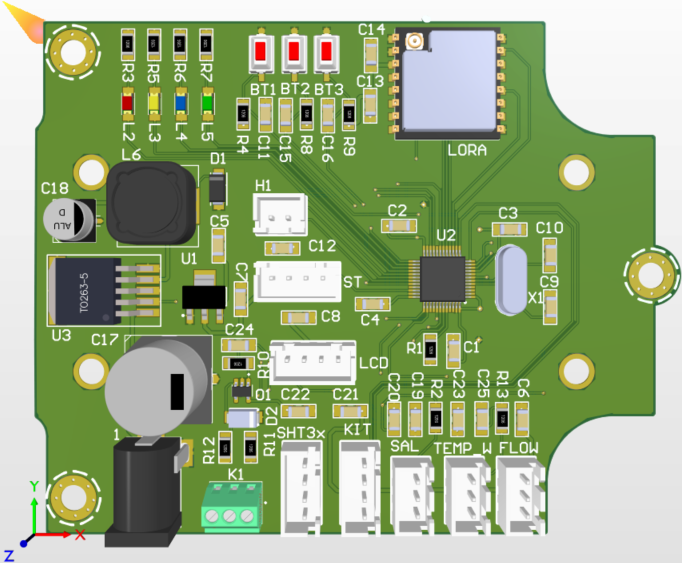 C14
R3 R5 R6 R7
BT1 BT2 BT3
C13
L2 L3 L4 L5
R4 C11 C15 R8 C16 R9
LORA
L6 D1
C18
ALU
D
H1
C2
U2
C3
C5
C12
C10
U1
C7
ST
C9
X1
TO263-5
U3
C8
C4
C17
C24
R10
LCD
R1
C1
Q1
D2
C22 C21
C20 C19 R2 C23 C25 R13 C6
1
R12 R11
SHT3x KIT SAL TEMP_W FLOW
K1
Y
X
Z